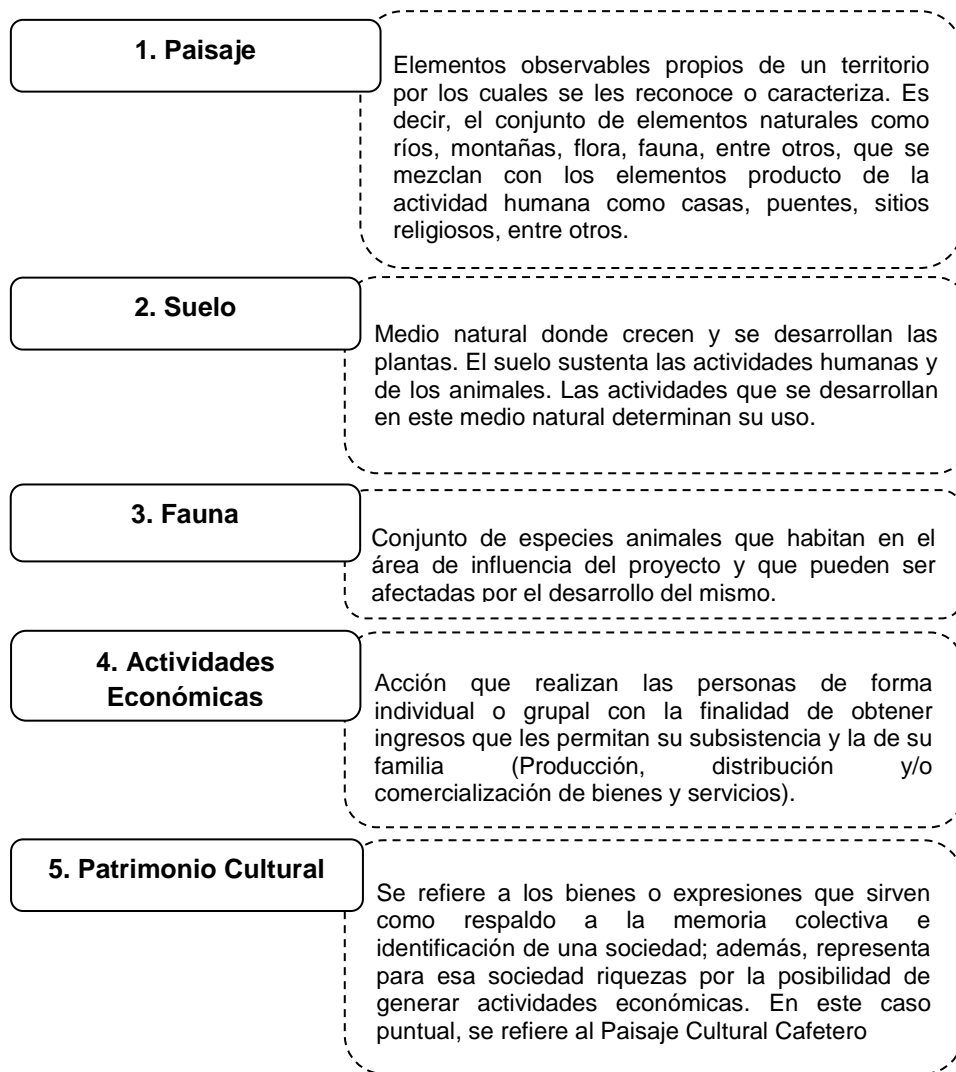 1. Paisaje
Elementos observables propios de un territorio
por los cuales se les reconoce o caracteriza. Es
decir, el conjunto de elementos naturales como
ríos, montañas, flora, fauna, entre otros, que se
mezclan con los elementos producto de la
actividad humana como casas, puentes, sitios
religiosos, entre otros.
2. Suelo
Medio natural donde crecen y se desarrollan las
plantas. El suelo sustenta las actividades humanas y
de los animales. Las actividades que se desarrollan
en este medio natural determinan su uso.
3. Fauna
Conjunto de especies animales que habitan en el
área de influencia del proyecto y que pueden ser
afectadas por el desarrollo del mismo.
4. Actividades
Económicas
Acción que realizan las personas de forma
individual o grupal con la finalidad de obtener
ingresos que les permitan su subsistencia y la de su
familia (Producción, distribución y/o
comercialización de bienes y servicios).
5. Patrimonio Cultural
Se refiere a los bienes o expresiones que sirven
como respaldo a la memoria colectiva e
identificación de una sociedad; además, representa
para esa sociedad riquezas por la posibilidad de
generar actividades económicas. En este caso
puntual, se refiere al Paisaje Cultural Cafetero